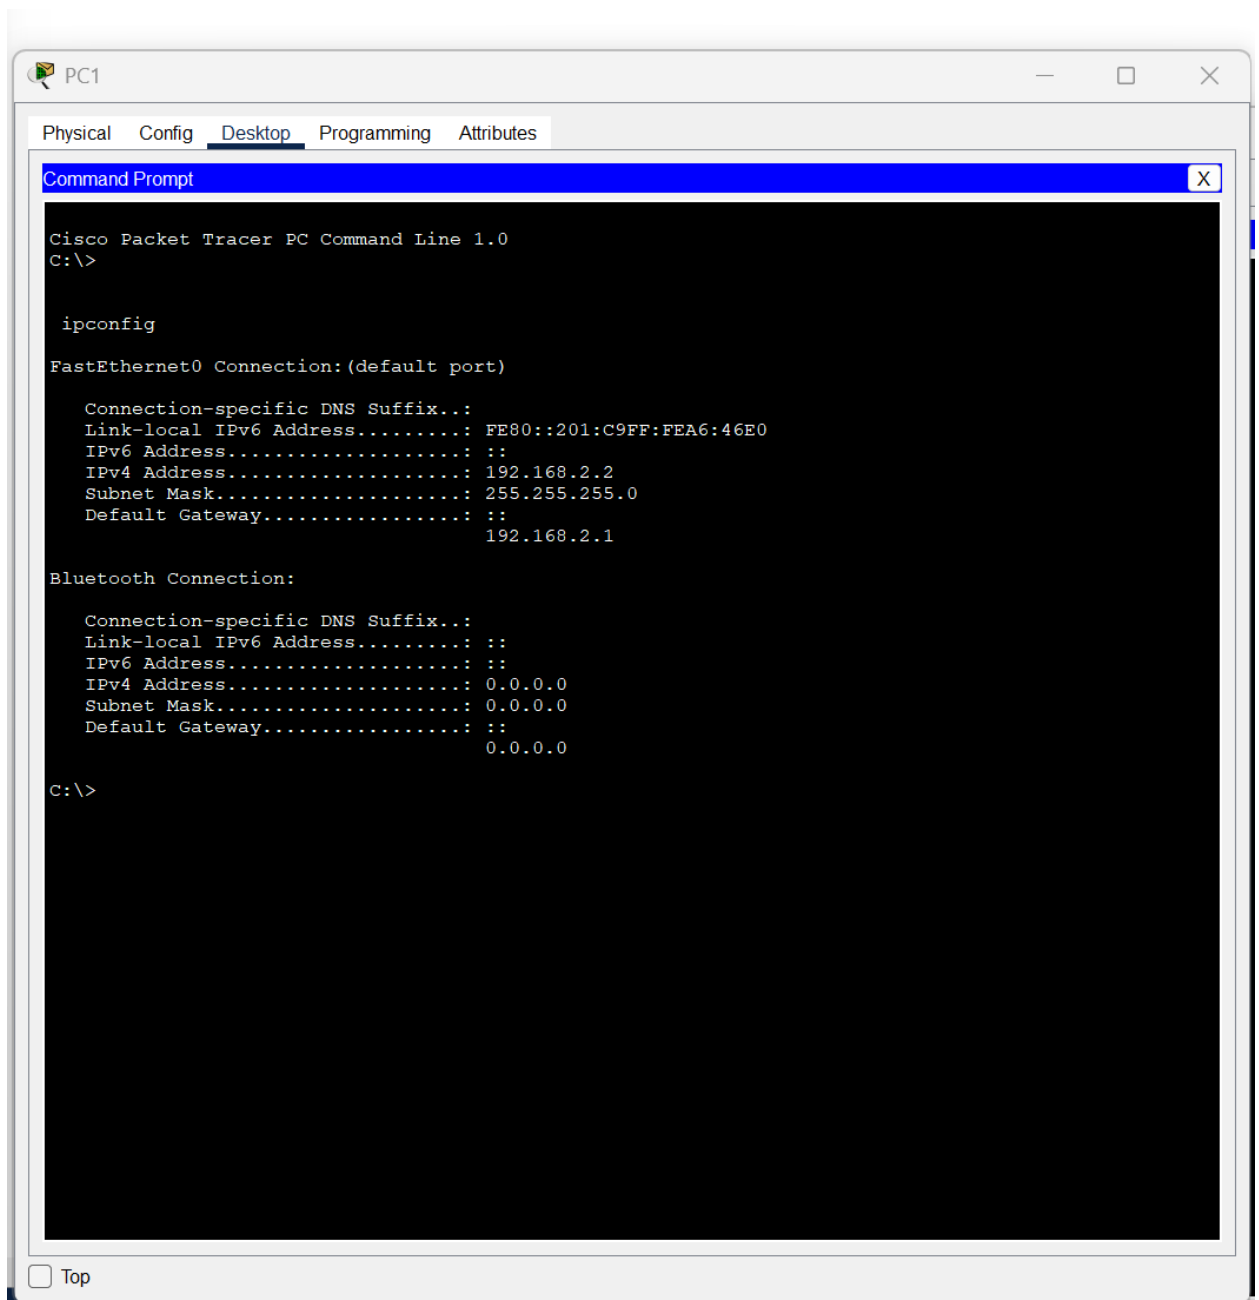 PC1
Physical Config Desktop Programming Attributes
Command Prompt
X
Cisco Packet Tracer PC Command Line 1.0
C:\>
ipconfig
FastEthernet0 Connection:(default port)
Connection-specific DNS Suffix..:
Link-local IPv6 Address.........: FE80::201:C9FF:FEA6:46E0
IPv6 Address....................: ::
IPv4 Address....................: 192.168.2.2
Subnet Mask.....................: 255.255.255.0
Default Gateway.................: ::
192.168.2.1
Bluetooth Connection:
Connection-specific DNS Suffix..:
Link-local IPv6 Address.........: ::
IPv6 Address....................: ::
IPv4 Address....................: 0.0.0.0
Subnet Mask.....................: 0.0.0.0
Default Gateway.................: ::
0.0.0.0
C:\>
Top